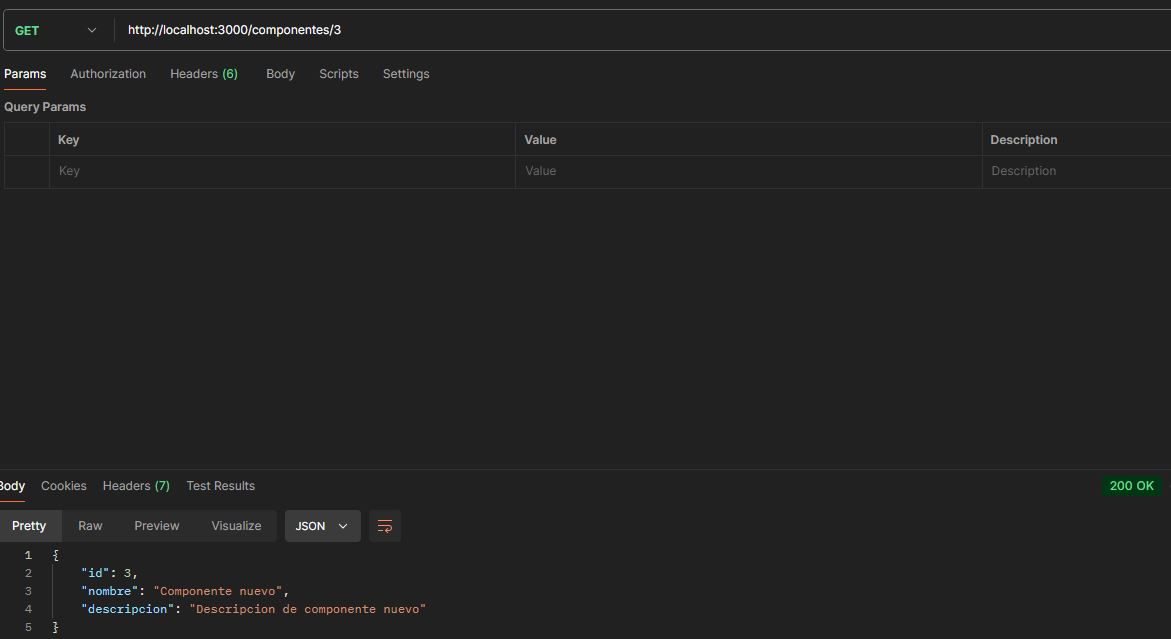 GET http://localhost:3000/componentes/3
Params Authorization Headers (6) Body Scripts Settings
Query Params
Key Value Description
Key Value Description
Body Cookies Headers (7) Test Results 200 OK
Pretty Raw Preview Visualize JSON
1 {
2 "id": 3,
3 "nombre": "Componente nuevo",
4 "descripcion": "Descripcion de componente nuevo"
5 }